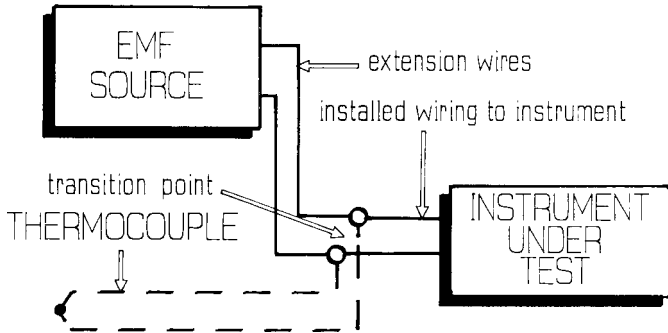 EMF
SOURCE
extension wires
installed wiring to instrument
transition point
THERMOCOUPLE
INSTRUMENT
UNDER
TEST